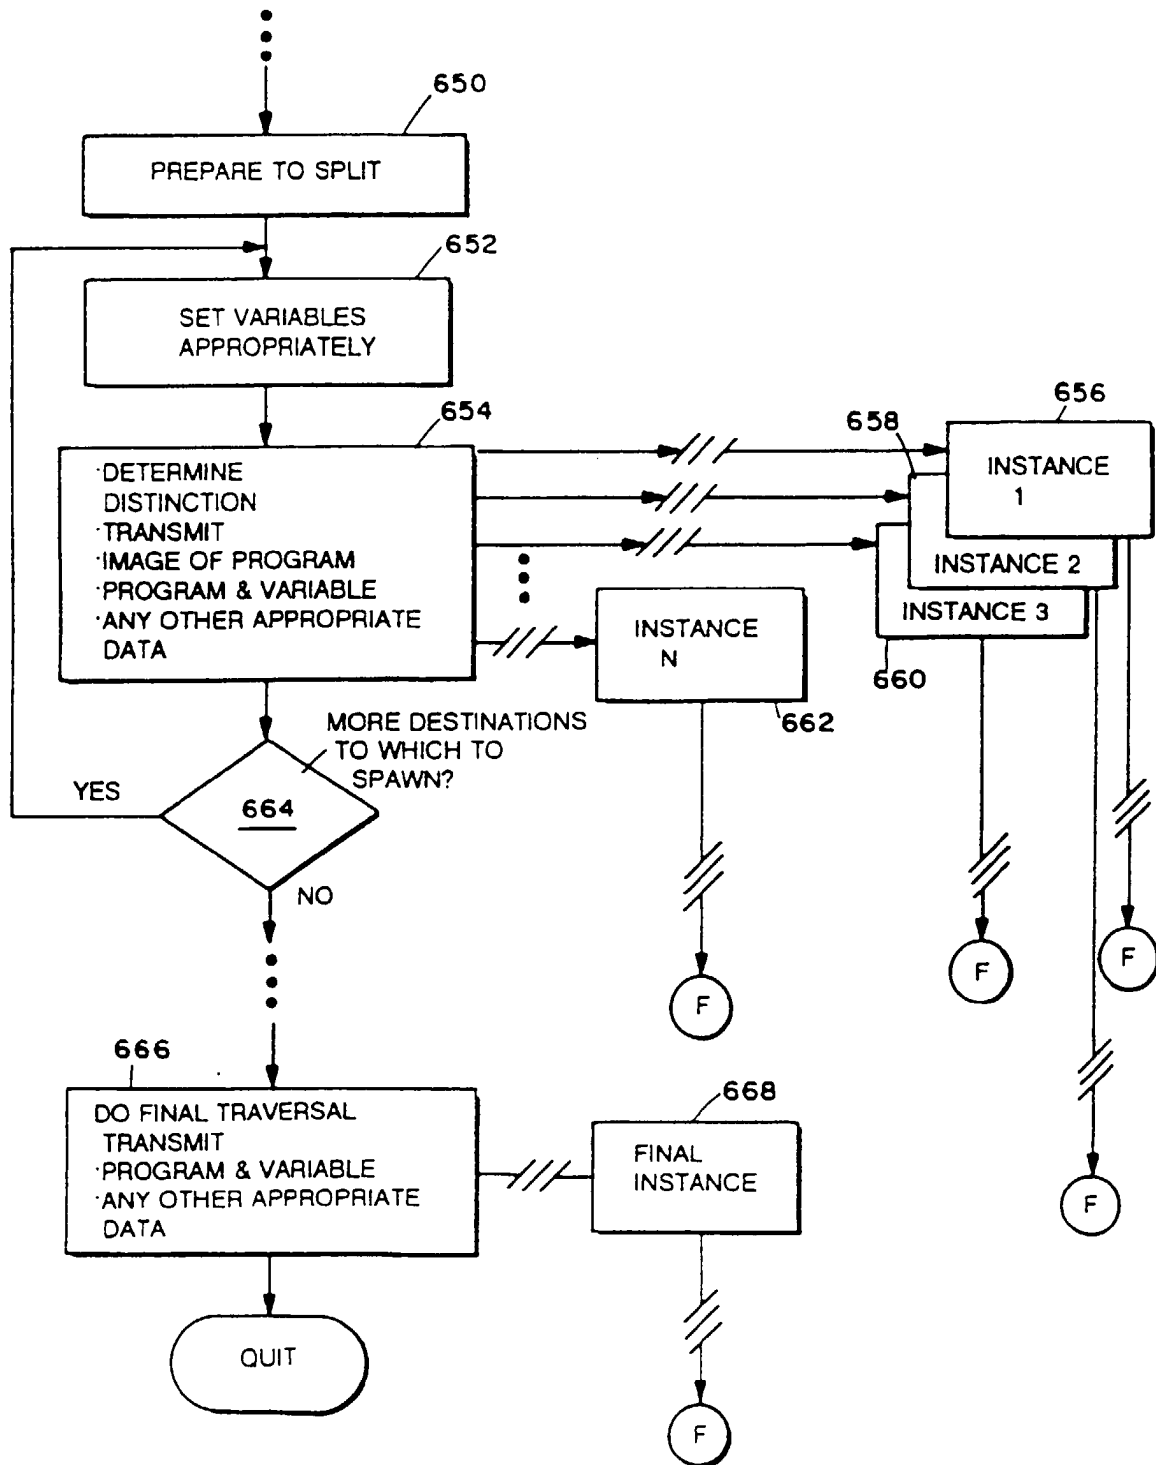 650
PREPARE TO SPLIT
652
SET VARIABLES
APPROPRIATELY
654
·DETERMINE
DISTINCTION
·TRANSMIT
·IMAGE OF PROGRAM
·PROGRAM & VARIABLE
·ANY OTHER APPROPRIATE
DATA
656
INSTANCE
1
658
INSTANCE 2
INSTANCE 3
660
INSTANCE
N
662
MORE DESTINATIONS
TO WHICH TO
SPAWN?
YES
664
NO
F
F
F
F
666
DO FINAL TRAVERSAL
TRANSMIT
·PROGRAM & VARIABLE
·ANY OTHER APPROPRIATE
DATA
668
FINAL
INSTANCE
QUIT
F